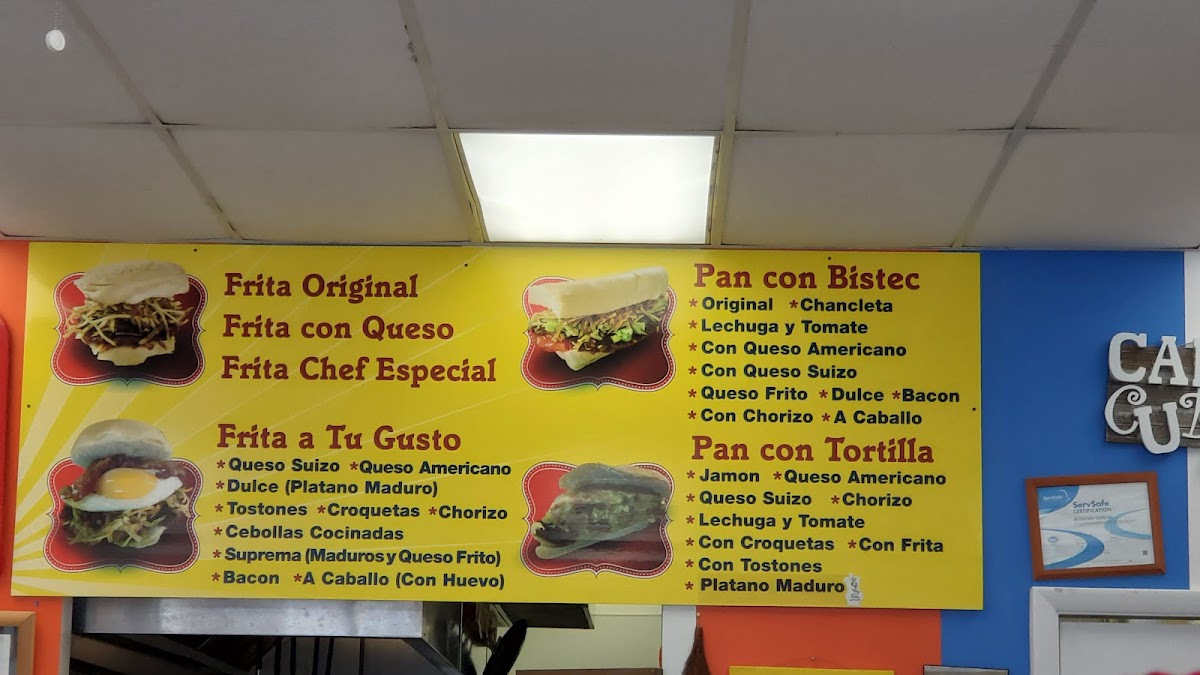 Frita Original
Frita con Queso
Frita Chef Especial
Frita a Tu Gusto
*Queso Suizo *Queso Americano
*Dulce (Platano Maduro)
*Tostones *Croquetas *Chorizo
*Cebollas Cocinadas
*Suprema (Maduros y Queso Frito)
*Bacon *A Caballo (Con Huevo)
Pan con Bistec
*Original *Chancleta
*Lechuga y Tomate
*Con Queso Americano
*Con Queso Suizo
*Queso Frito *Dulce *Bacon
*Con Chorizo *A Caballo
Pan con Tortilla
*Jamon *Queso Americano
*Queso Suizo *Chorizo
*Lechuga y Tomate
*Con Croquetas *Con Frita
*Con Tostones
*Platano Maduro
ServSafe
ServSafe
CERTIFICATION